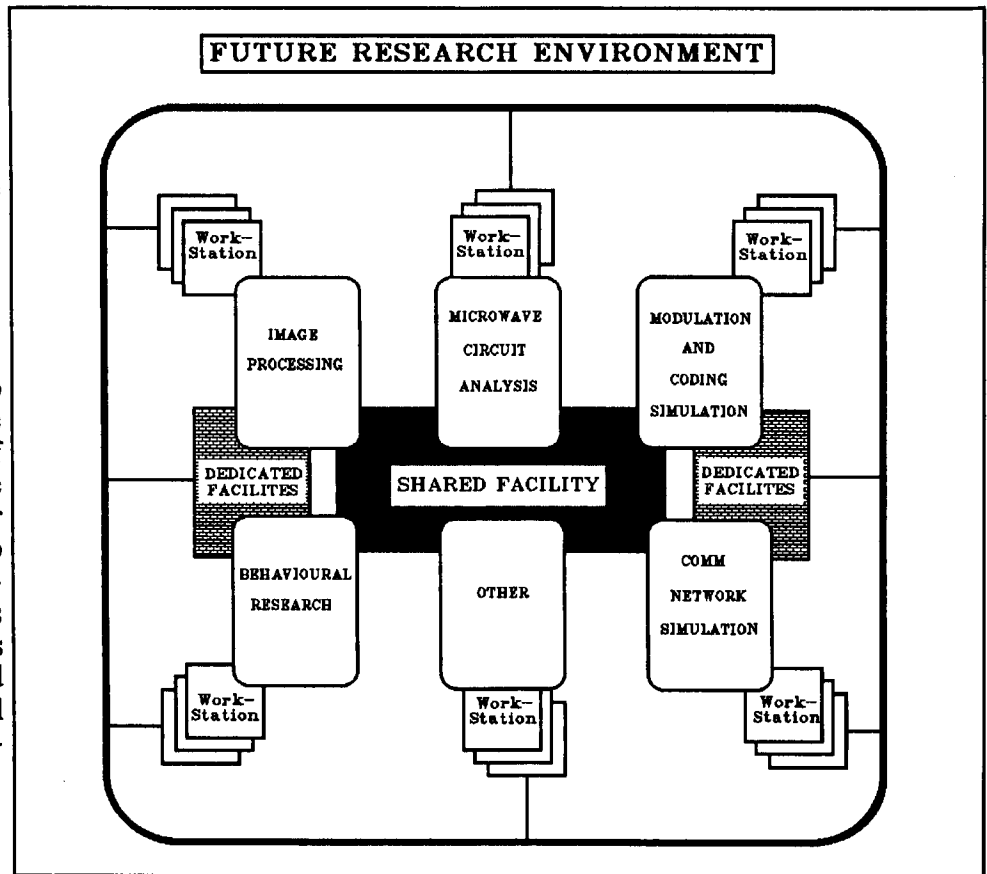 FUTURE RESEARCH ENVIRONMENT
Work-
Station
Work-
Station
Work-
Station
IMAGE
PROCESSING
MICROWAVE
CIRCUIT
ANALYSIS
MODULATION
AND
CODING
SIMULATION
DEDICATED
FACILITES
SHARED FACILITY
DEDICATED
FACILITES
BEHAVIOURAL
RESEARCH
OTHER
COMM
NETWORK
SIMULATION
Work-
Station
Work-
Station
Work-
Station